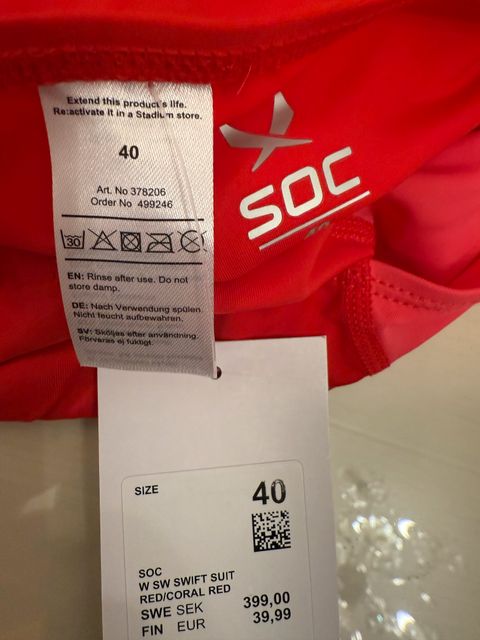 Extend this product's life.
Re:activate it in a Stadium store.
40
Art. No 378206
Order No 499246
30
EN: Rinse after use. Do not
store damp.
DE: Nach Verwendung spülen.
Nicht feucht aufbewahren.
SV: Sköljes efter användning.
Förvaras ej fuktigt.
SOC
40
SIZE 40
SOC
W SW SWIFT SUIT
RED/CORAL RED
SWE SEK 399,00
FIN EUR 39,99